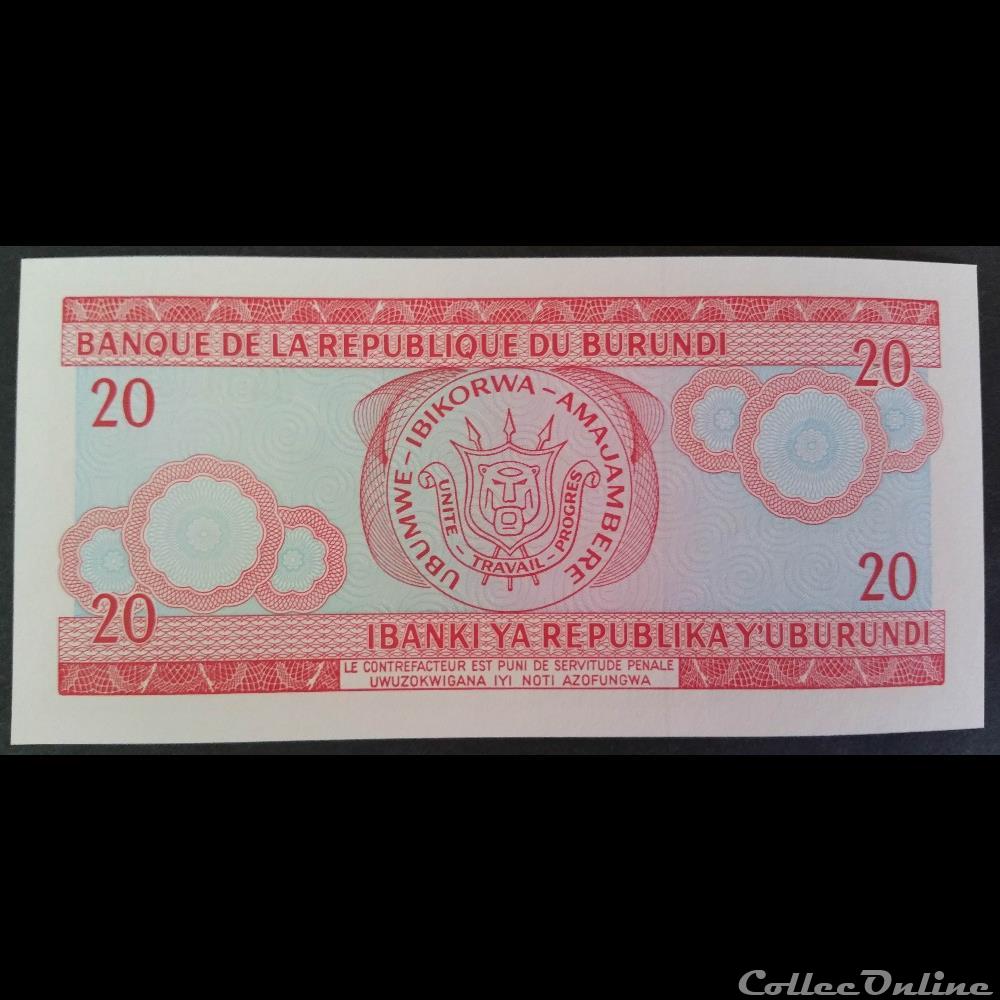 BANQUE DE LA REPUBLIQUE DU BURUNDI
20
20
UBUMWE - IBIKORWA - AMAJAMBERE
UNITE - TRAVAIL - PROGRES
20
20
IBANKI YA REPUBLIKA Y'UBURUNDI
LE CONTREFACTEUR EST PUNI DE SERVITUDE PENALE
UWUZOKWIGANA IYI NOTI AZOFUNGWA
CollecOnline